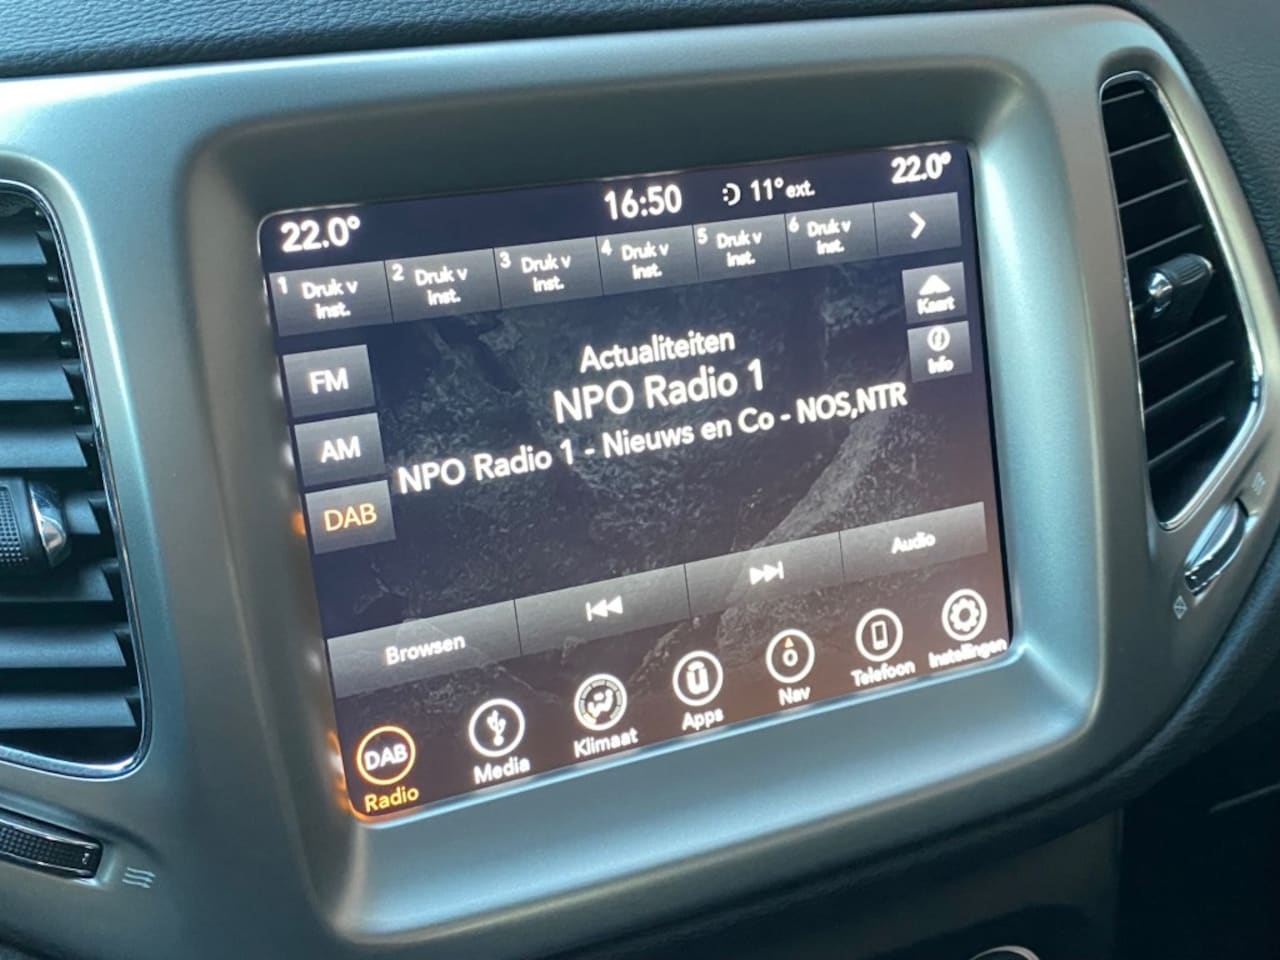 22.0°
16:50
11° ext.
22.0°
1 Druk v
Inst.
2 Druk v
Inst.
3 Druk v
Inst.
4 Druk v
Inst.
5 Druk v
Inst.
6 Druk v
Inst.
Kaart
Info
FM
AM
DAB
Actualiteiten
NPO Radio 1
NPO Radio 1 - Nieuws en Co - NOS,NTR
Browsen
Audio
DAB
Radio
Media
Klimaat
Apps
Nav
Telefoon
Instellingen